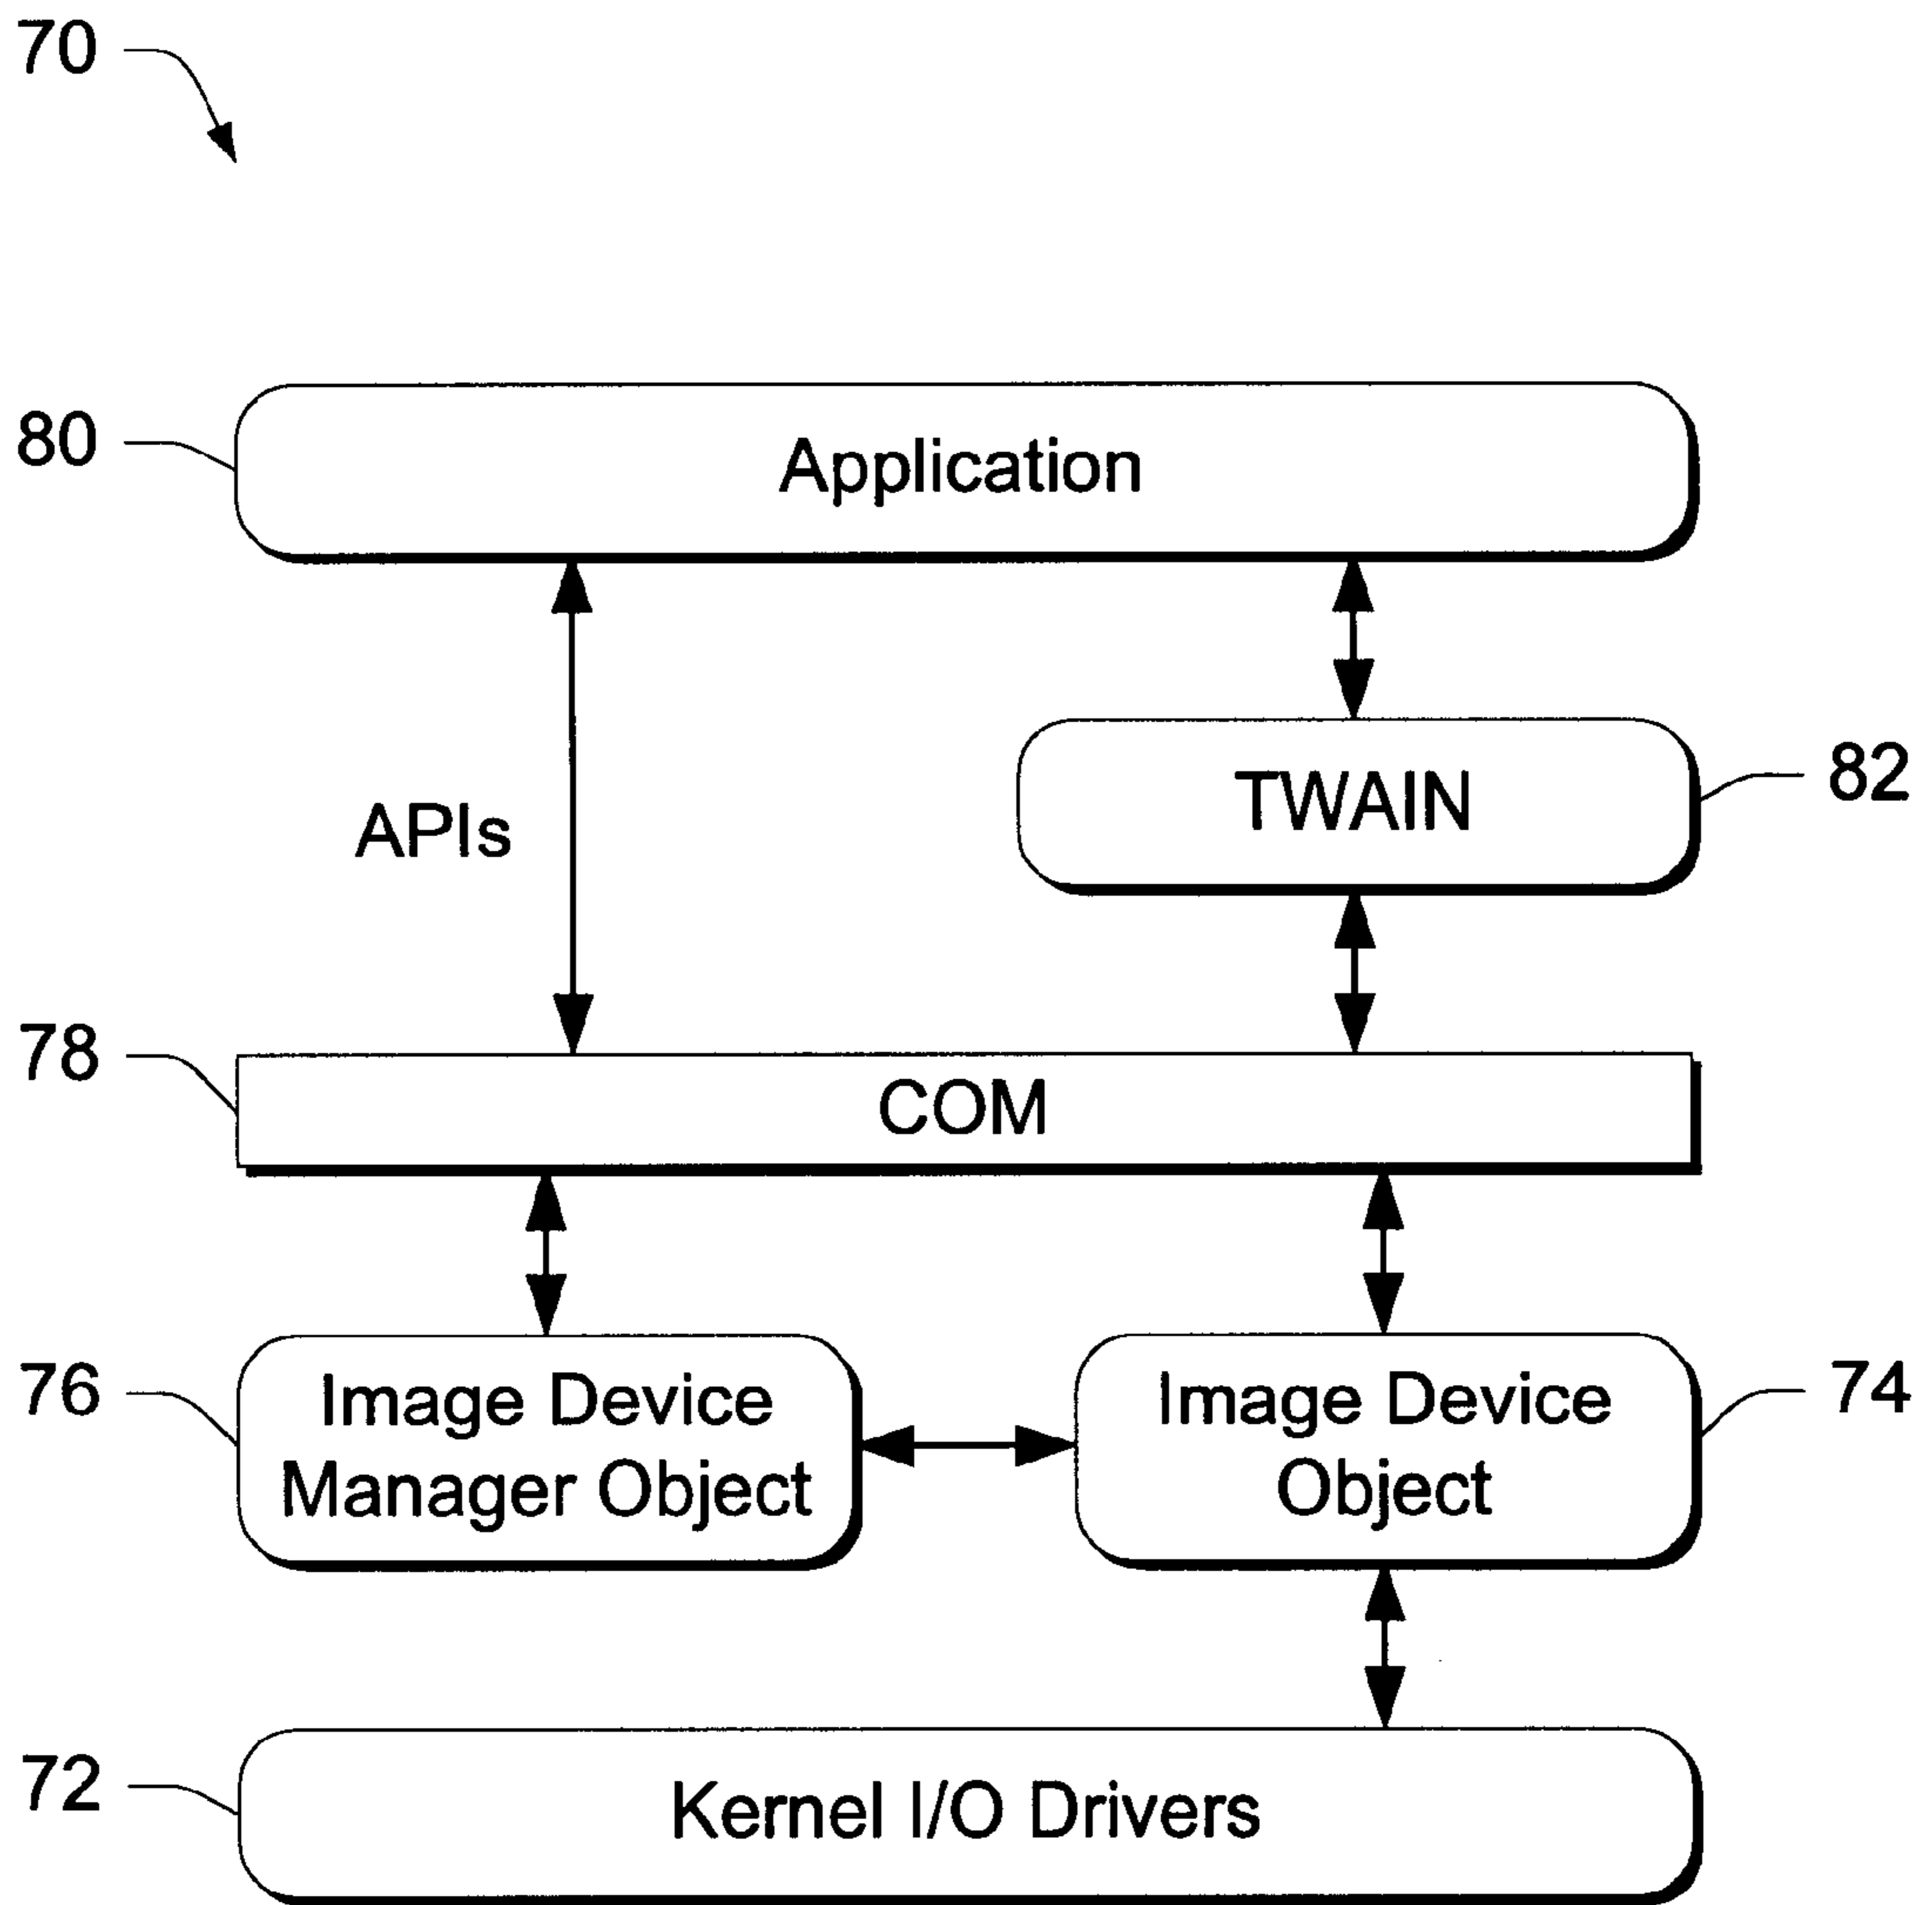 70
80
Application
TWAIN
82
APIs
78
COM
76
Image Device
Manager Object
Image Device
Object
74
72
Kernel I/O Drivers